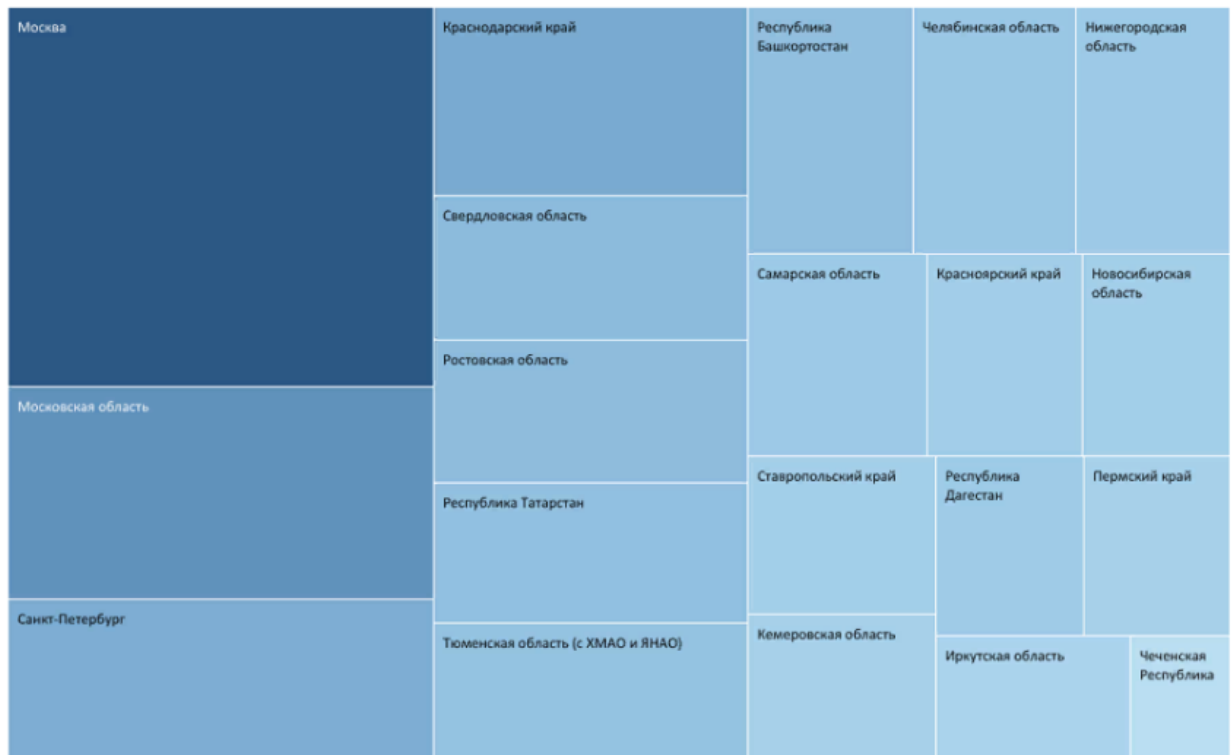 Москва
Московская область
Санкт-Петербург
Краснодарский край
Свердловская область
Ростовская область
Республика Татарстан
Тюменская область (с ХМАО и ЯНАО)
Республика
Башкортостан
Челябинская область
Нижегородская
область
Самарская область
Красноярский край
Новосибирская
область
Ставропольский край
Республика
Дагестан
Пермский край
Кемеровская область
Иркутская область
Чеченская
Республика